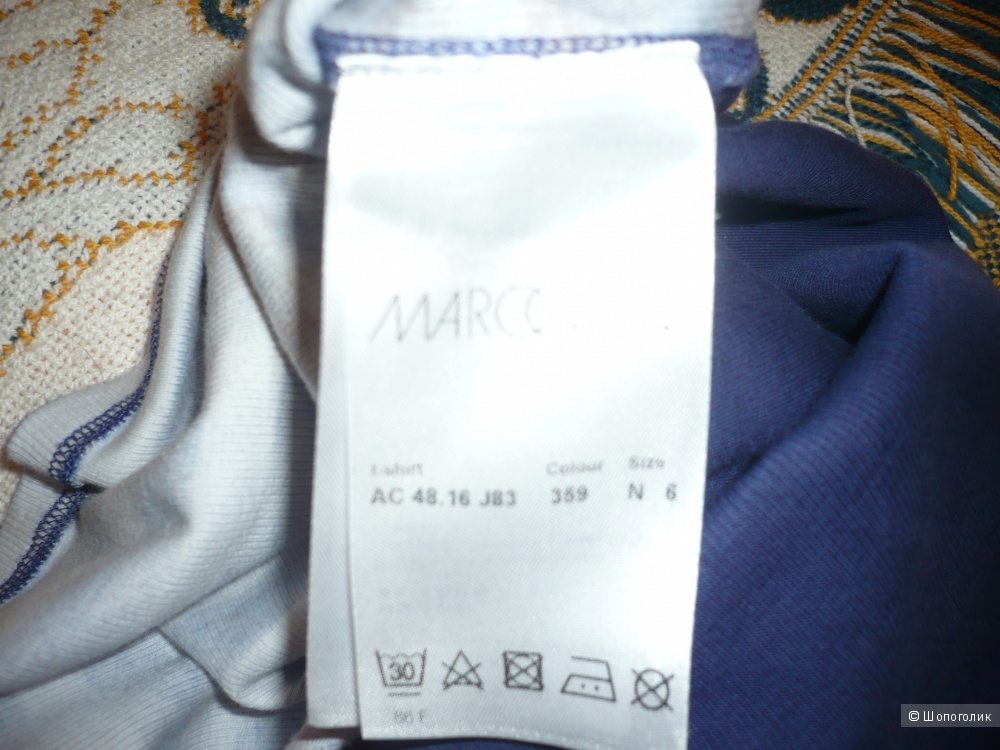 MARCC
t-shirt Colour Size
AC 48.16 J83 359 N 6
30
86 F
© Шопоголик